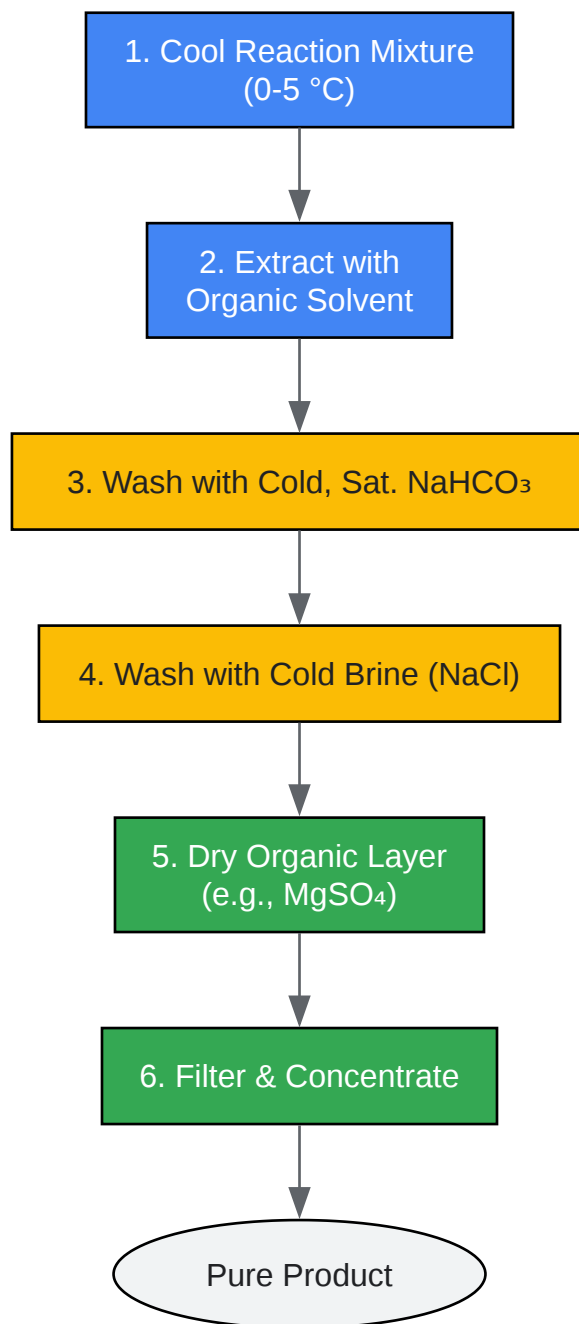 1. Cool Reaction Mixture
(0-5 °C)
2. Extract with
Organic Solvent
3. Wash with Cold, Sat. NaHCO₃
4. Wash with Cold Brine (NaCl)
5. Dry Organic Layer
(e.g., MgSO₄)
6. Filter & Concentrate
Pure Product